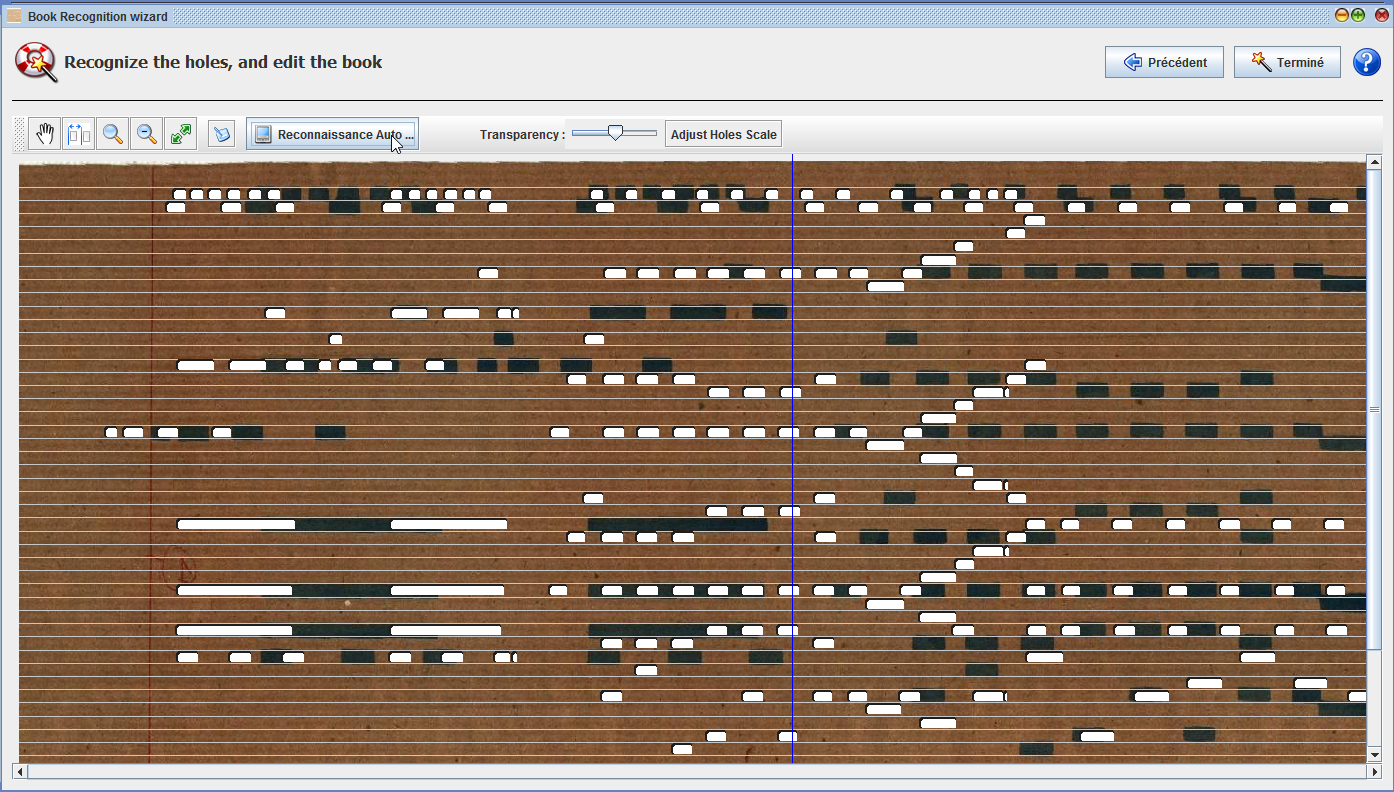 Book Recognition wizard
Recognize the holes, and edit the book
Précédent
Terminé
?
Reconnaissance Auto ...
Transparency :
Adjust Holes Scale